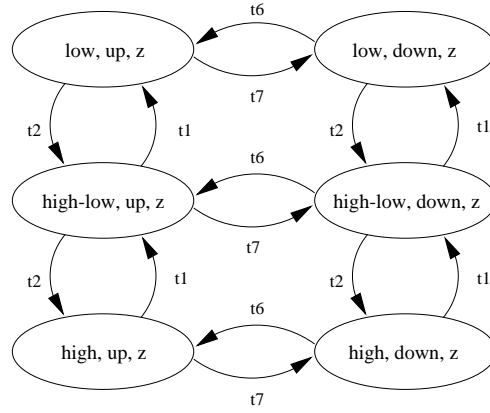 t6
low, up, z
low, down, z
t7
t2
t1
t2
t1
t6
high-low, up, z
high-low, down, z
t7
t2
t1
t2
t1
t6
high, up, z
high, down, z
t7